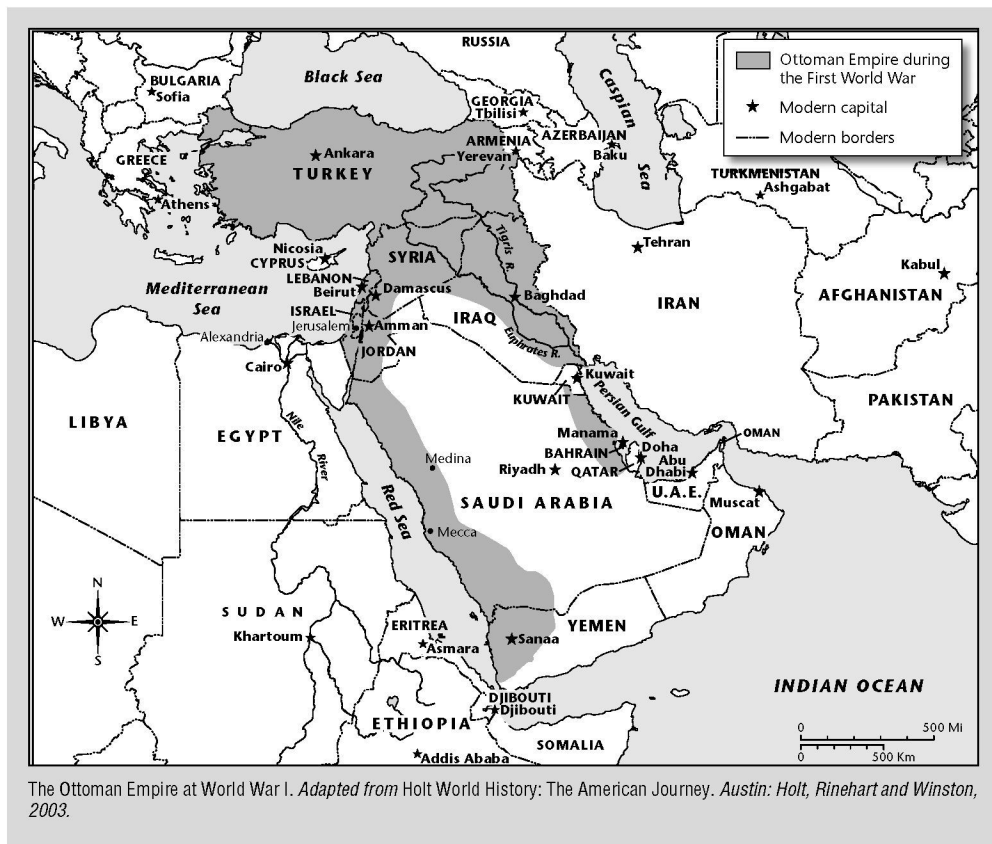 RUSSIA
Black Sea
Caspian
Sea
BULGARIA
Sofia
GEORGIA
Tbilisi
ARMENIA
Yerevan
AZERBAIJAN
Baku
Ottoman Empire during
the First World War
Modern capital
Modern borders
GREECE
Athens
Ankara
TURKEY
TURKMENISTAN
Ashgabat
Nicosia
CYPRUS
SYRIA
Tigris R.
Tehran
Kabul
LEBANON
Beirut
Damascus
Mediterranean
Sea
Baghdad
IRAN
AFGHANISTAN
ISRAEL
Jerusalem
Amman
IRAQ
Euphrates R.
Alexandria
JORDAN
Cairo
Kuwait
KUWAIT
Persian Gulf
PAKISTAN
LIBYA
EGYPT
Nile
River
Manama
BAHRAIN
Doha
OMAN
Medina
Riyadh
QATAR
Abu
Dhabi
U.A.E.
Red Sea
SAUDI ARABIA
Muscat
Mecca
OMAN
N
W
E
S
SUDAN
Khartoum
ERITREA
Asmara
Sanaa
YEMEN
INDIAN OCEAN
DJIBOUTI
Djibouti
ETHIOPIA
Addis Ababa
SOMALIA
0 500 Mi
0 500 Km
The Ottoman Empire at World War I. Adapted from Holt World History: The American Journey. Austin: Holt, Rinehart and Winston,
2003.